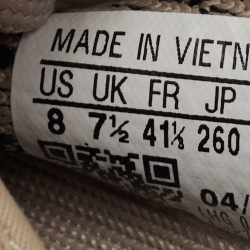 MADE IN VIETN
US UK FR JP
8 7½ 41⅓ 260
04/